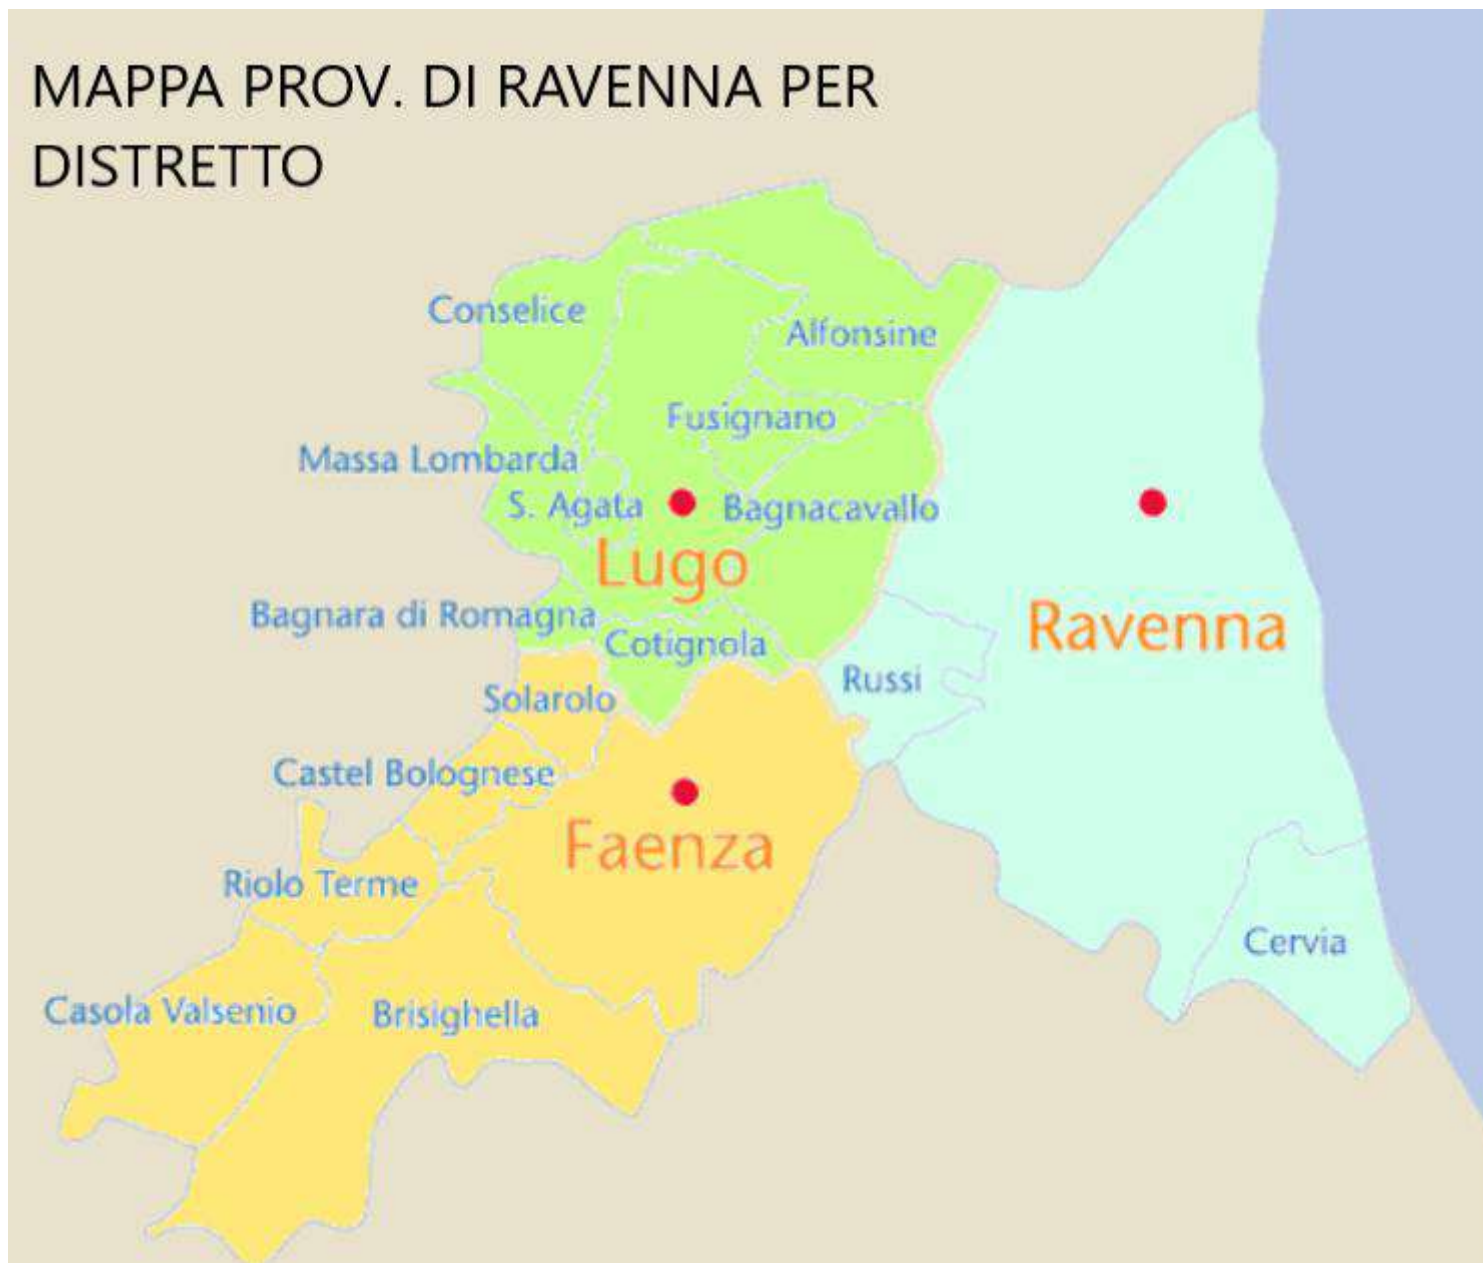 MAPPA PROV. DI RAVENNA PER
DISTRETTO
Conselice
Alfonsine
Fusignano
Massa Lombarda
S. Agata
Bagnacavallo
Lugo
Bagnara di Romagna
Ravenna
Cotignola
Russi
Solarolo
Castel Bolognese
Faenza
Riolo Terme
Cervia
Casola Valsenio
Brisighella